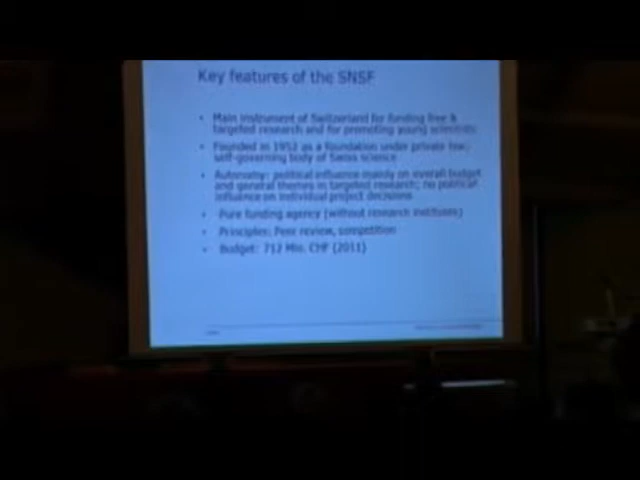 Key features of the SNSF
• Main instrument of Switzerland for funding free &
targeted research and for promoting young scientists
• Founded in 1952 as a foundation under private law;
self-governing body of Swiss science
• Autonomy: political influence mainly on overall budget
and general themes in targeted research; no political
influence on individual project decisions
• Pure funding agency (without research institutes)
• Principles: Peer review, competition
• Budget: 712 Mio. CHF (2011)